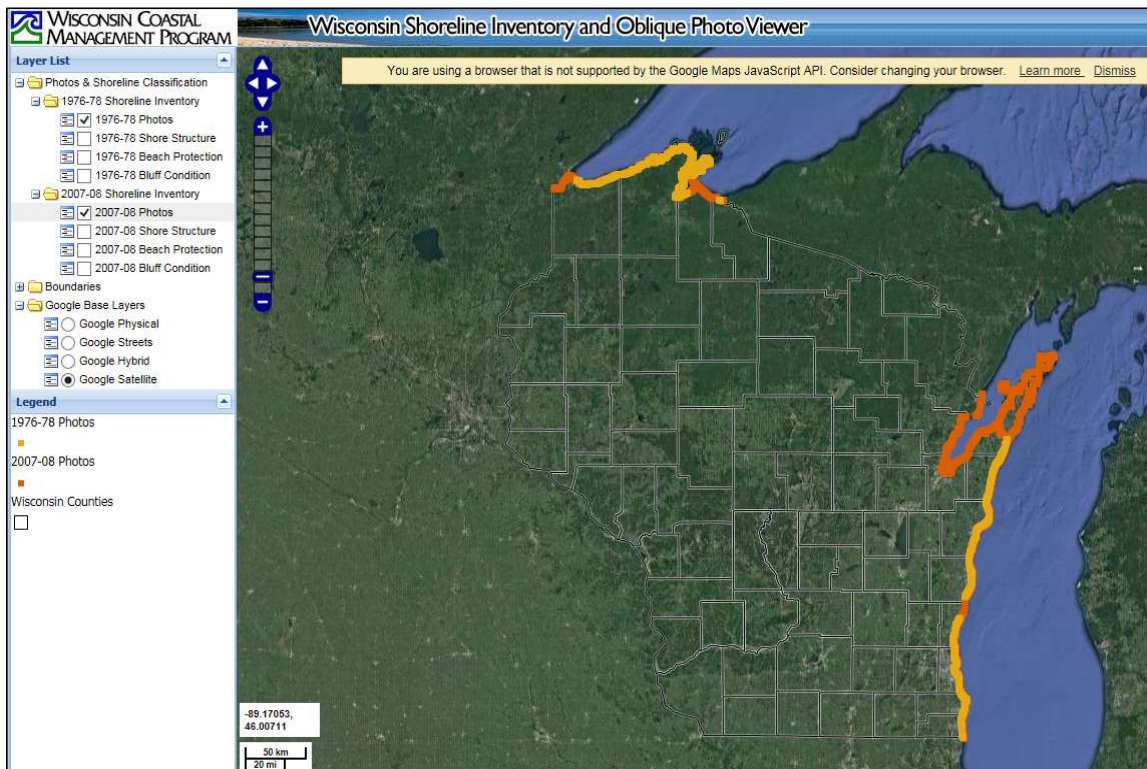 WISCONSIN COASTAL
MANAGEMENT PROGRAM
Wisconsin Shoreline Inventory and Oblique Photo Viewer
Layer List
Photos & Shoreline Classification
1976-78 Shoreline Inventory
1976-78 Photos
1976-78 Shore Structure
1976-78 Beach Protection
1976-78 Bluff Condition
2007-08 Shoreline Inventory
2007-08 Photos
2007-08 Shore Structure
2007-08 Beach Protection
2007-08 Bluff Condition
Boundaries
Google Base Layers
Google Physical
Google Streets
Google Hybrid
Google Satellite
Legend
1976-78 Photos
2007-08 Photos
Wisconsin Counties
You are using a browser that is not supported by the Google Maps JavaScript API. Consider changing your browser. Learn more Dismiss
-89.17053,
46.00711
50 km
20 mi